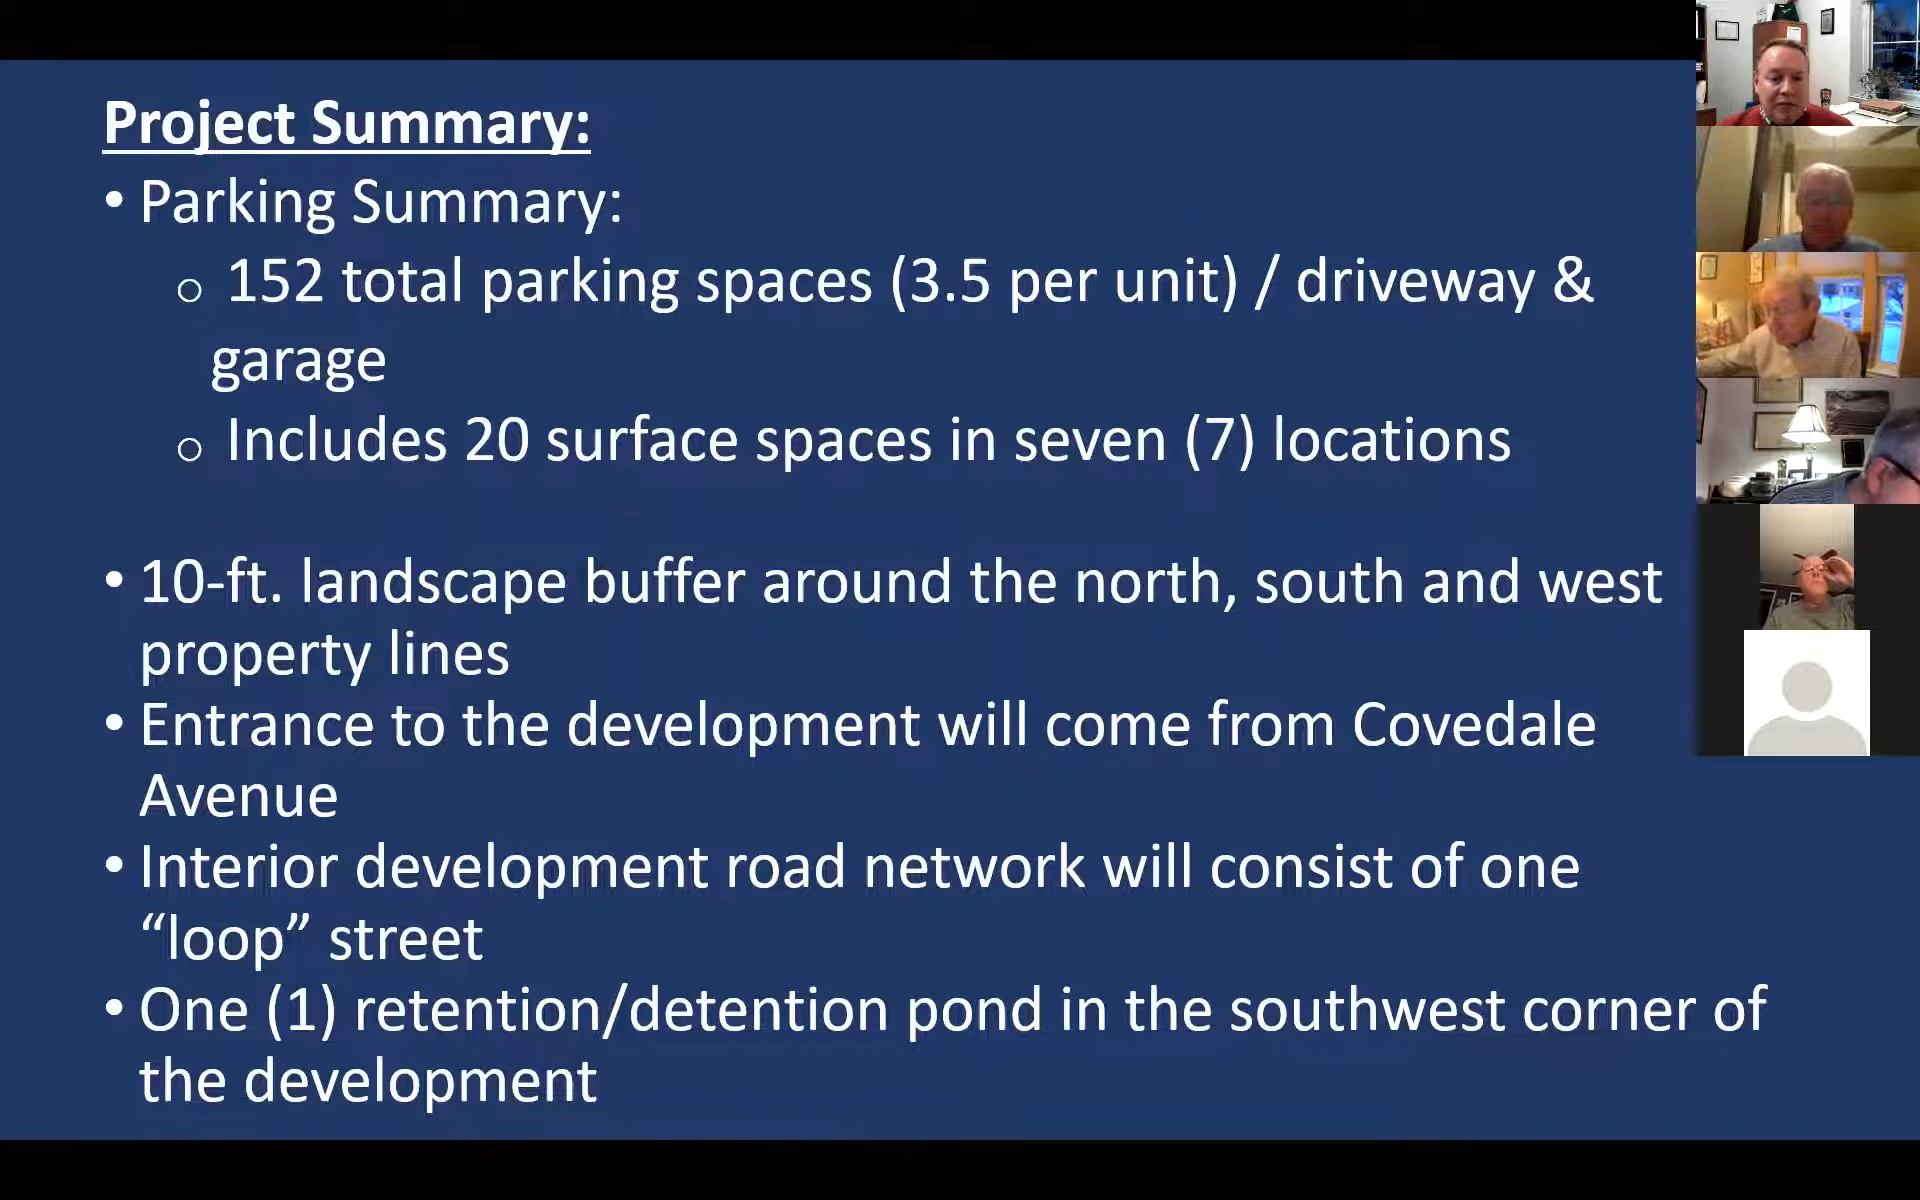 Project Summary:
• Parking Summary:
o 152 total parking spaces (3.5 per unit) / driveway &
garage
o Includes 20 surface spaces in seven (7) locations
• 10-ft. landscape buffer around the north, south and west
property lines
• Entrance to the development will come from Covedale
Avenue
• Interior development road network will consist of one
“loop” street
• One (1) retention/detention pond in the southwest corner of
the development